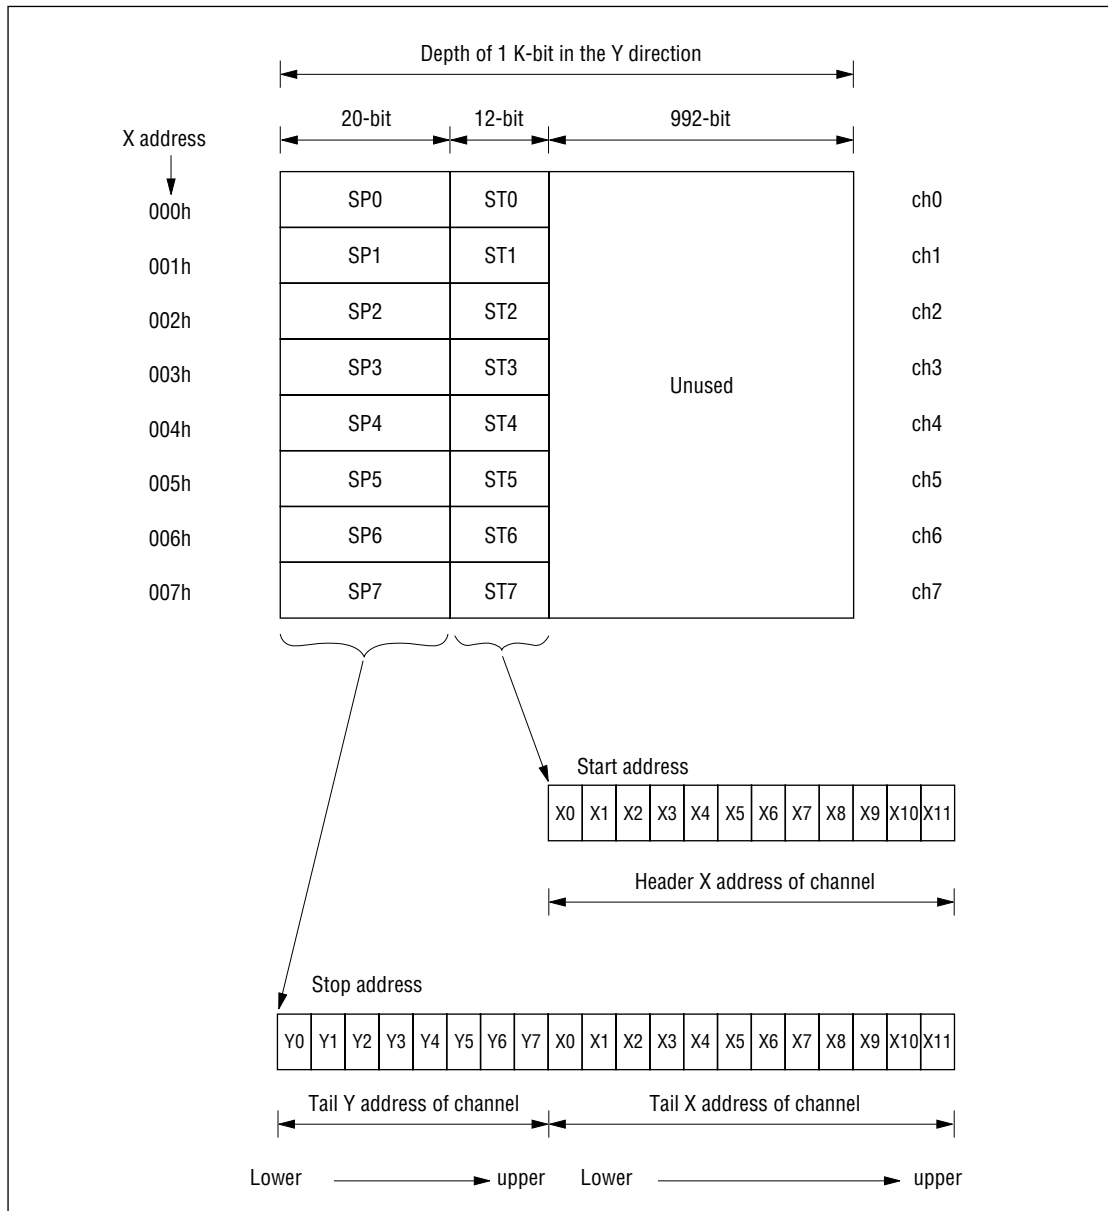 Depth of 1 K-bit in the Y direction
20-bit 12-bit 992-bit
X address
000h SP0 ST0 ch0
001h SP1 ST1 ch1
002h SP2 ST2 ch2
003h SP3 ST3 Unused ch3
004h SP4 ST4 ch4
005h SP5 ST5 ch5
006h SP6 ST6 ch6
007h SP7 ST7 ch7
Start address
X0 X1 X2 X3 X4 X5 X6 X7 X8 X9 X10 X11
Header X address of channel
Stop address
Y0 Y1 Y2 Y3 Y4 Y5 Y6 Y7 X0 X1 X2 X3 X4 X5 X6 X7 X8 X9 X10 X11
Tail Y address of channel Tail X address of channel
Lower upper Lower upper